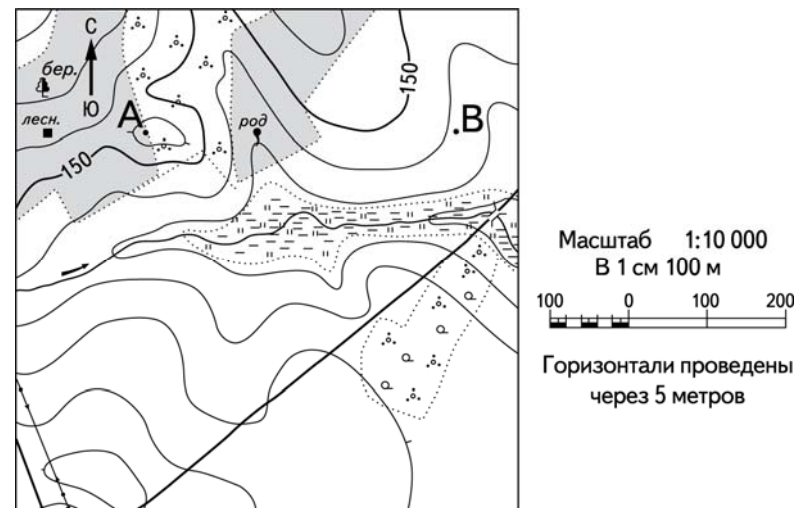 С
Ю
бер.
лесн.
А
род
В
150
150
Масштаб 1:10 000
В 1 см 100 м
100 0 100 200
Горизонтали проведены
через 5 метров